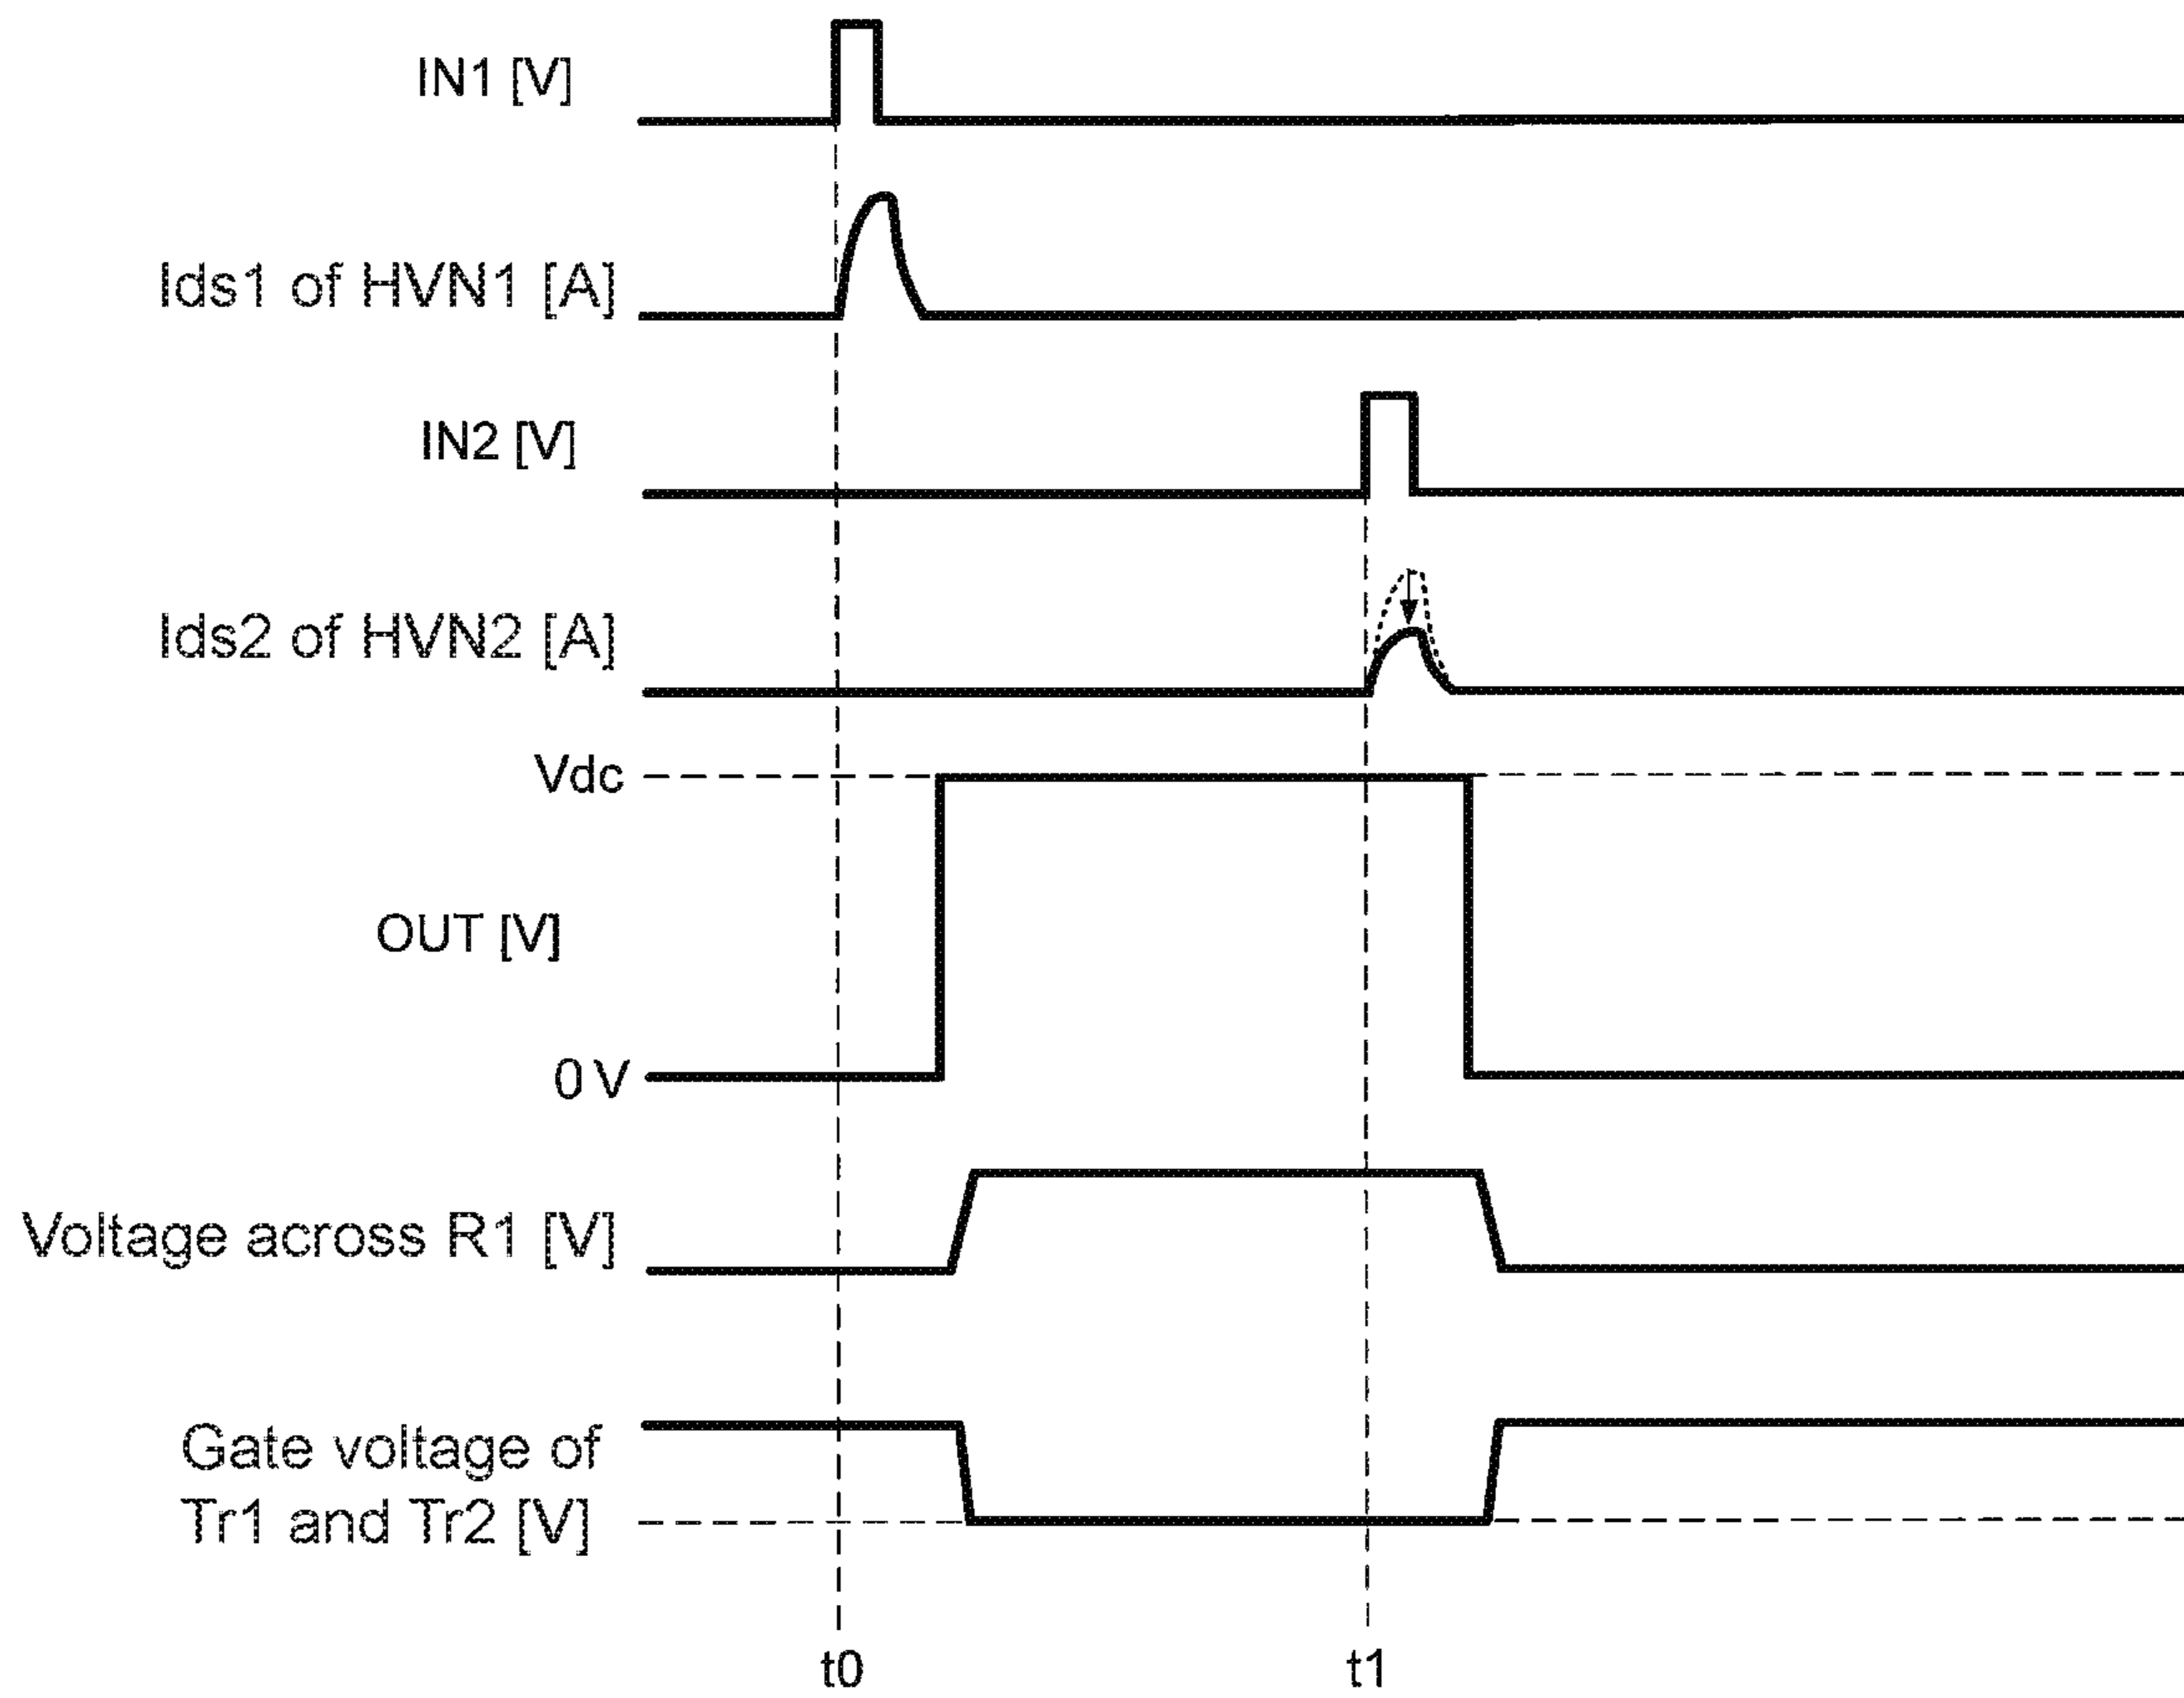 IN1 [V]
Ids1 of HVN1 [A]
IN2 [V]
Ids2 of HVN2 [A]
Vdc
OUT [V]
0 V
Voltage across R1 [V]
Gate voltage of
Tr1 and Tr2 [V]
t0
t1